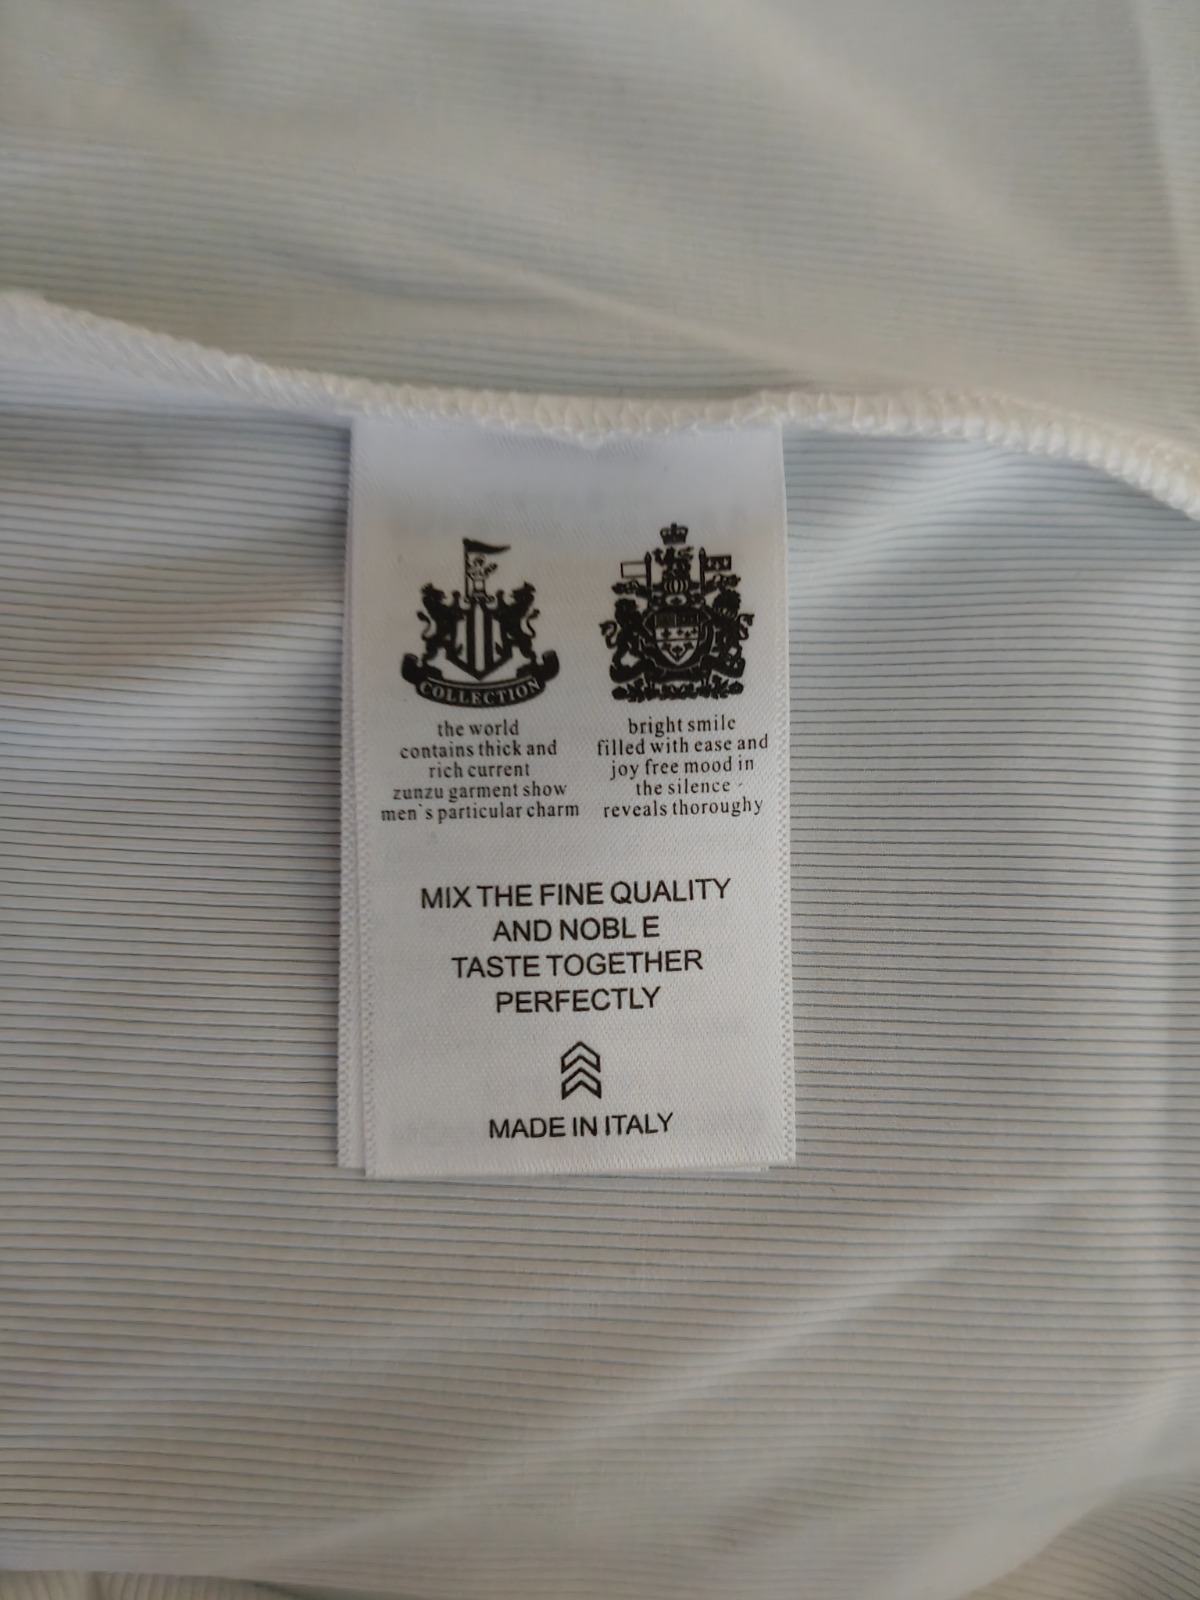 COLLECTION
the world
contains thick and
rich current
zunzu garment show
men`s particular charm
bright smile
filled with ease and
joy free mood in
the silence -
reveals thoroughy
MIX THE FINE QUALITY
AND NOBL E
TASTE TOGETHER
PERFECTLY
MADE IN ITALY